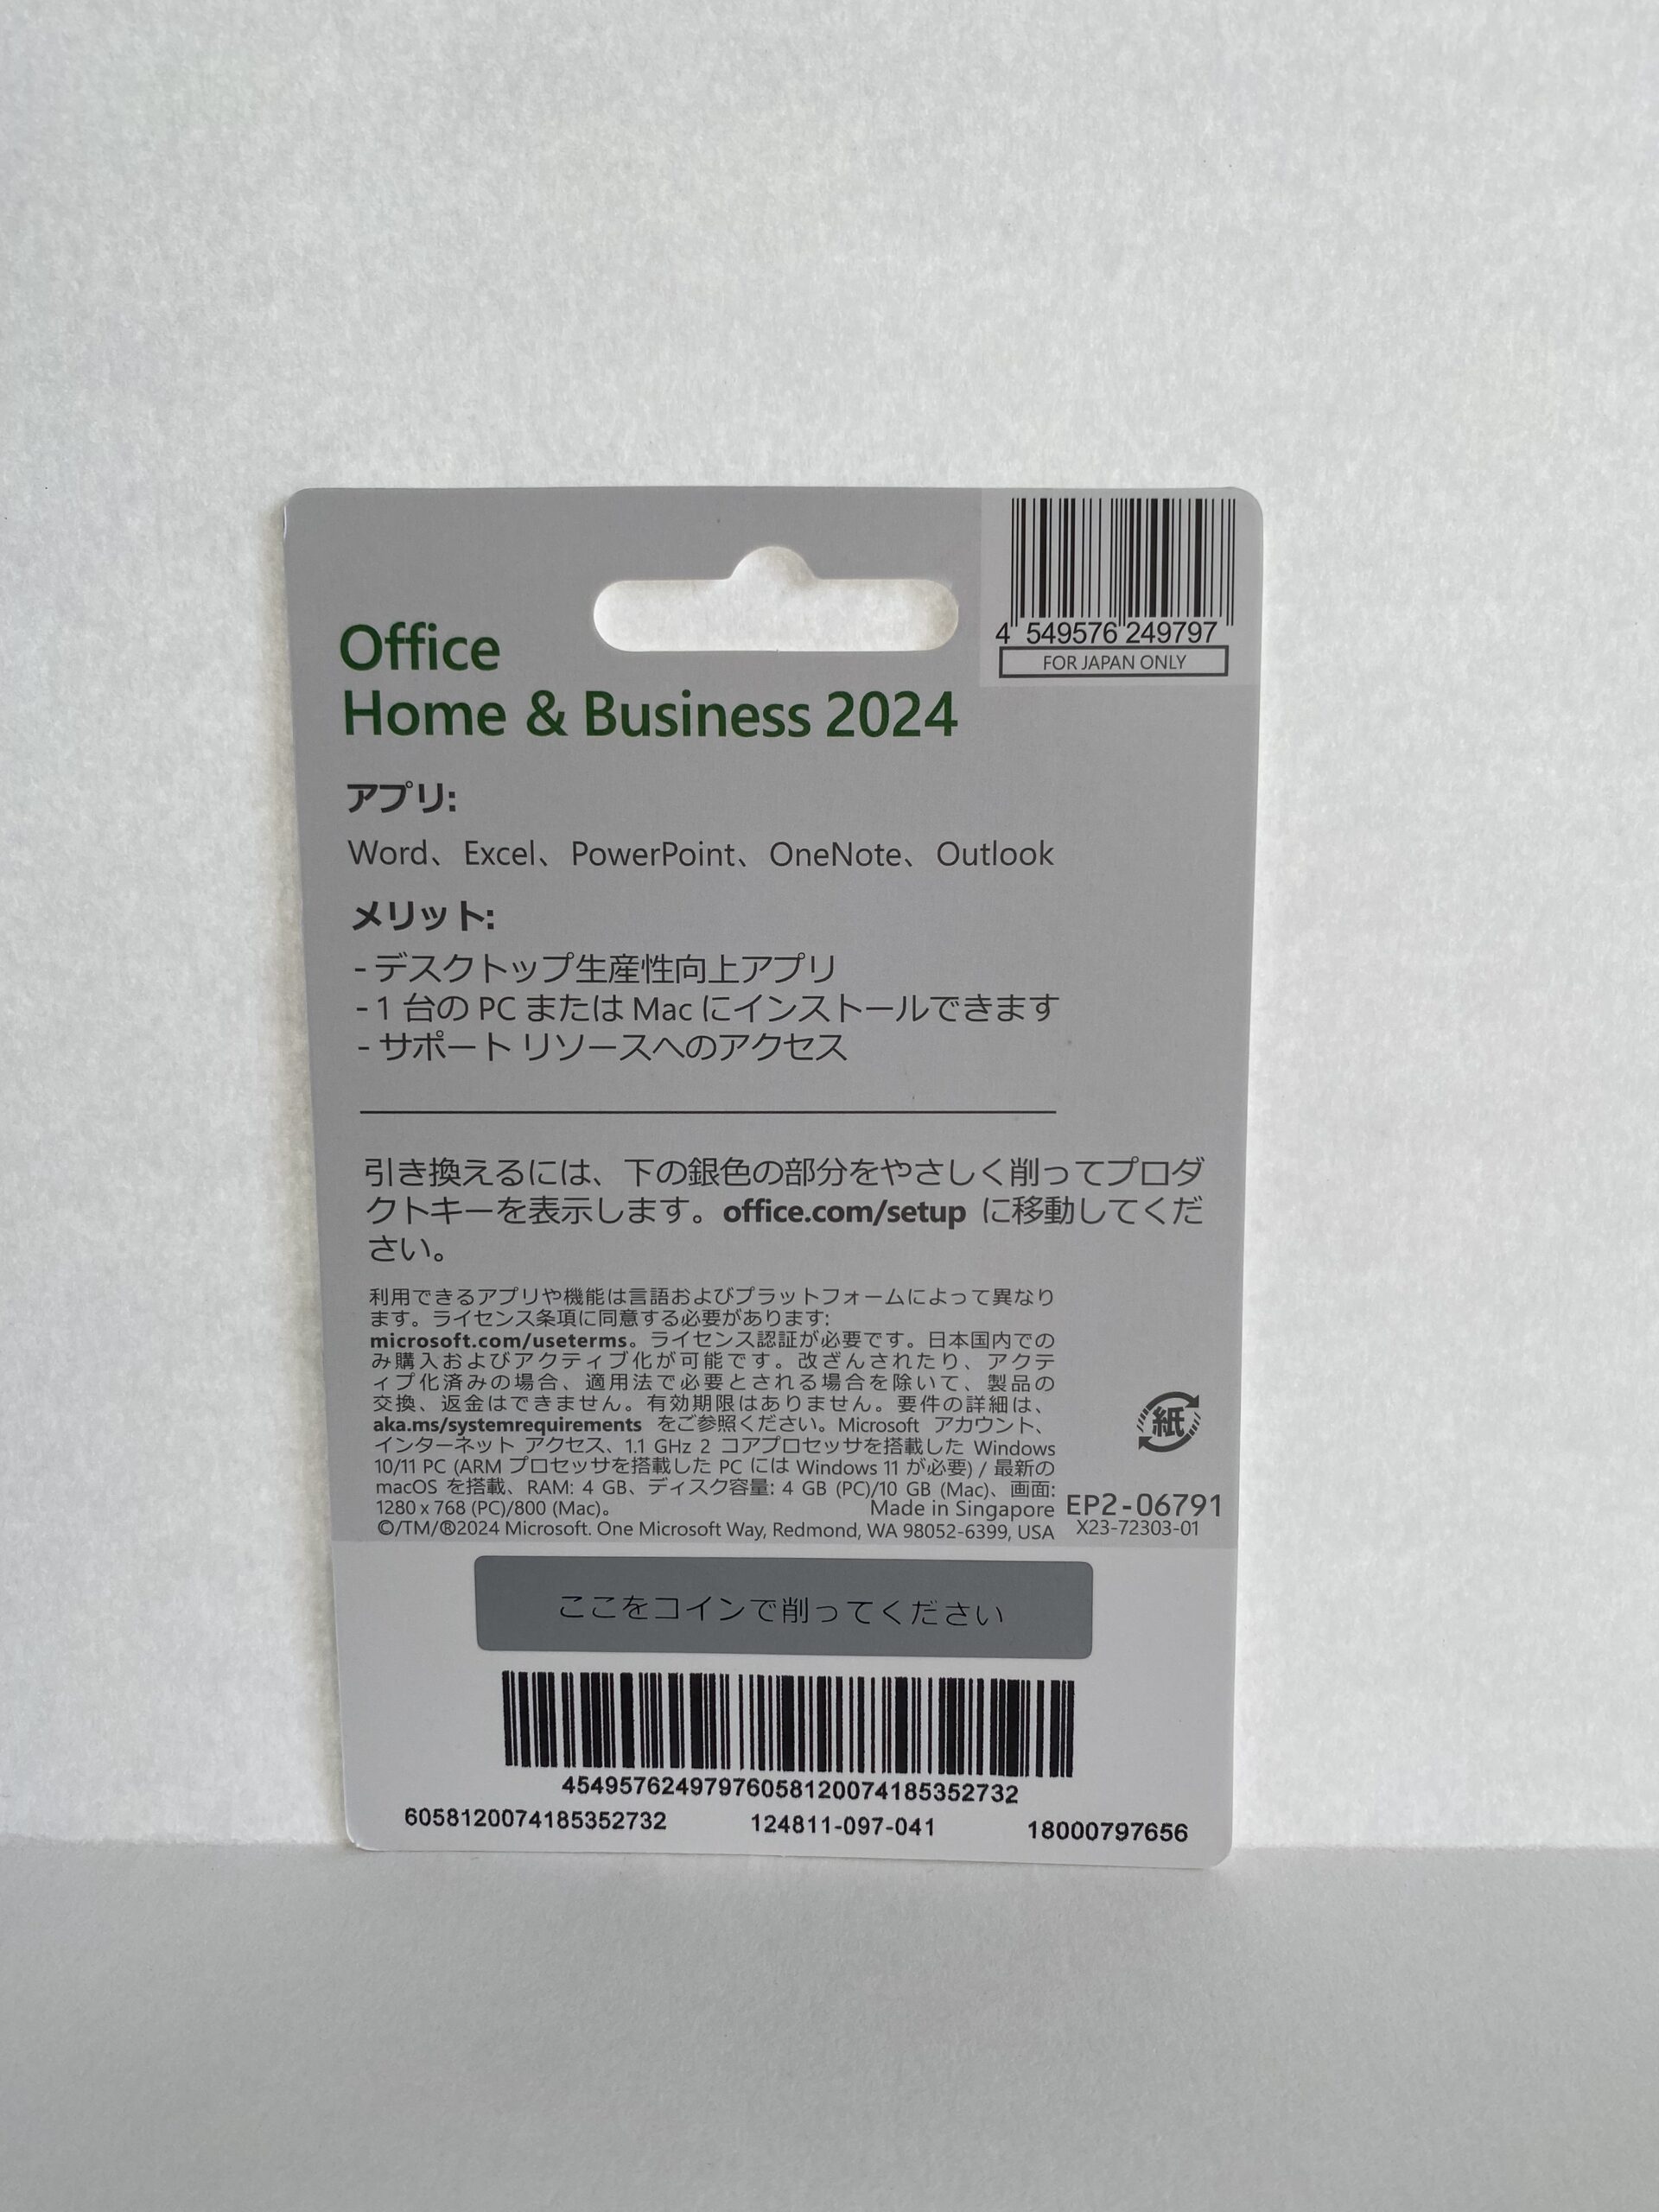 4 549576 249797
FOR JAPAN ONLY
Office
Home & Business 2024
アプリ:
Word、Excel、PowerPoint、OneNote、Outlook
メリット:
- デスクトップ生産性向上アプリ
- 1 台の PC または Mac にインストールできます
- サポート リソースへのアクセス
引き換えるには、下の銀色の部分をやさしく削ってプロダ
クトキーを表示します。office.com/setup に移動してくだ
さい。
利用できるアプリや機能は言語およびプラットフォームによって異なり
ます。ライセンス条項に同意する必要があります:
microsoft.com/useterms。ライセンス認証が必要です。日本国内での
み購入およびアクティブ化が可能です。改ざんされたり、アクテ
ィブ化済みの場合、適用法で必要とされる場合を除いて、製品の
交換、返金はできません。有効期限はありません。要件の詳細は、
aka.ms/systemrequirements をご参照ください。Microsoft アカウント、
インターネット アクセス、1.1 GHz 2 コアプロセッサを搭載した Windows
10/11 PC (ARM プロセッサを搭載した PC には Windows 11 が必要) / 最新の
macOS を搭載、RAM: 4 GB、ディスク容量: 4 GB (PC)/10 GB (Mac)、画面:
1280 x 768 (PC)/800 (Mac)。 Made in Singapore
©/TM/®2024 Microsoft. One Microsoft Way, Redmond, WA 98052-6399, USA
紙
EP2-06791
X23-72303-01
ここをコインで削ってください
45495762497976058120074185352732
6058120074185352732 124811-097-041 18000797656